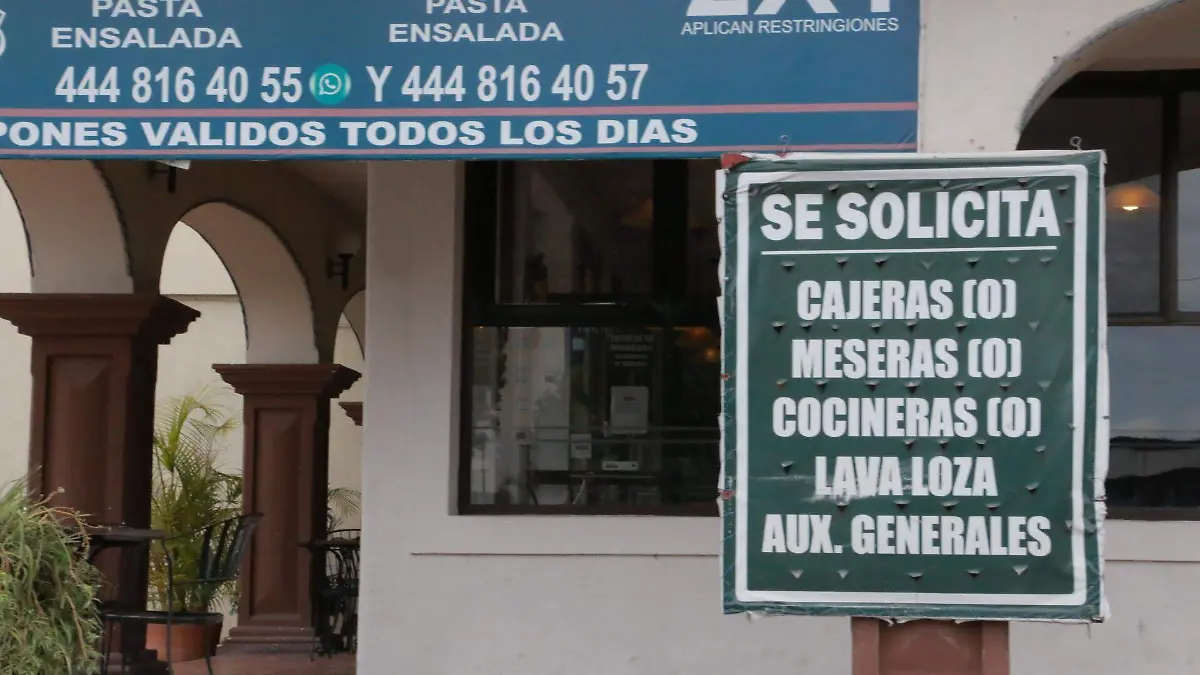 PASTA
ENSALADA
PASTA
ENSALADA
2X1
APLICAN RESTRINGIONES
444 816 40 55 Y 444 816 40 57
PONES VALIDOS TODOS LOS DIAS
SE SOLICITA
CAJERAS (O)
MESERAS (O)
COCINERAS (O)
LAVA LOZA
AUX. GENERALES